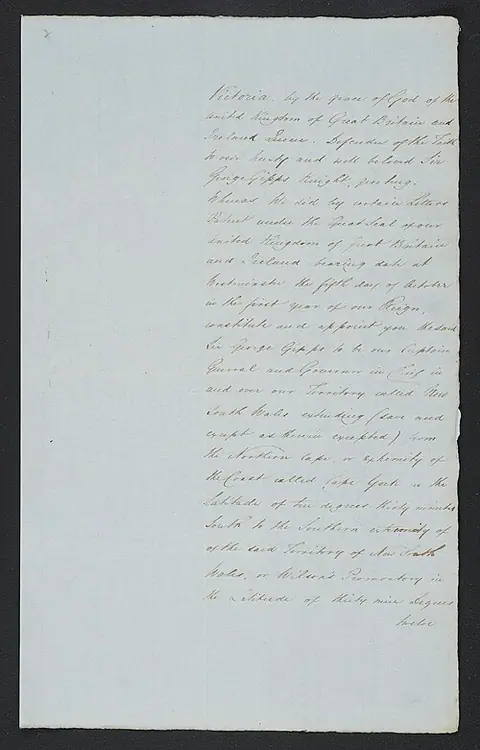 Victoria, by the grace of God of the
united Kingdom of Great Britain and
Ireland Queen, Defender of the Faith
to our trusty and well beloved Sir
George Gipps Knight, greeting.
Whereas We did by certain Letters
Patent under the Great Seal of our
united Kingdom of Great Britain
and Ireland bearing date at
Westminster the fifth day of October
in the first year of our Reign,
constitute and appoint you the said
Sir George Gipps to be our Captain
General and Governor in Chief in
and over our Territory called New
South Wales extending (save and
except as therein excepted) from
the Northern Cape, or extremity of
the Coast called Cape York in the
Latitude of ten degrees thirty minutes
South to the Southern extremity of
of the said Territory of New South
Wales, or Wilson's Promontory in
the Latitude of thirty nine Degrees
twelve